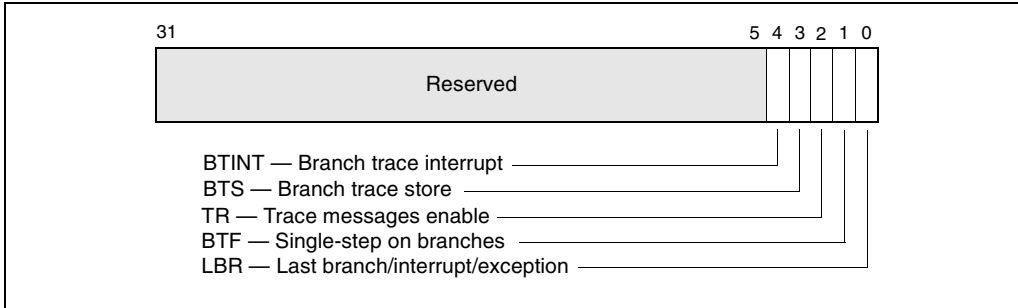 31 5 4 3 2 1 0
Reserved
BTINT — Branch trace interrupt
BTS — Branch trace store
TR — Trace messages enable
BTF — Single-step on branches
LBR — Last branch/interrupt/exception